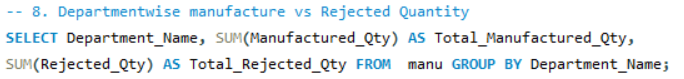 -- 8. Departmentwise manufacture vs Rejected Quantity
SELECT Department_Name, SUM(Manufactured_Qty) AS Total_Manufactured_Qty,
SUM(Rejected_Qty) AS Total_Rejected_Qty FROM  manu GROUP BY Department_Name;